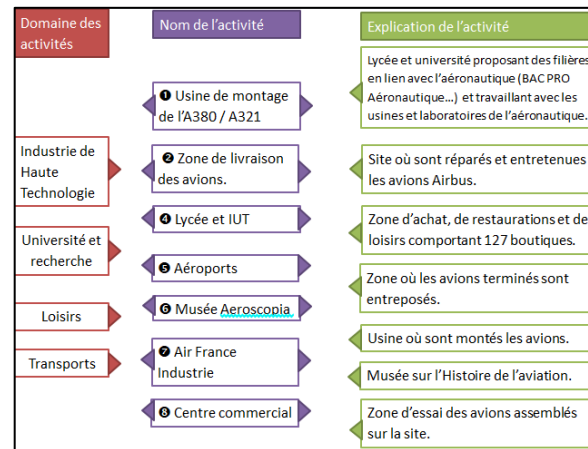 Domaine des
activités
Nom de l'activité
Explication de l'activité
Industrie de
Haute
Technologie
Université et
recherche
Loisirs
Transports
❶ Usine de montage
de l'A380 / A321
❷ Zone de livraison
des avions.
❹ Lycée et IUT
❺ Aéroports
❻ Musée Aeroscopia
❼ Air France
Industrie
❽ Centre commercial
Lycée et université proposant des filières
en lien avec l'aéronautique (BAC PRO
Aéronautique...) et travaillant avec les
usines et laboratoires de l'aéronautique.
Site où sont réparés et entretenues
les avions Airbus.
Zone d'achat, de restaurations et de
loisirs comportant 127 boutiques.
Zone où les avions terminés sont
entreposés.
Usine où sont montés les avions.
Musée sur l'Histoire de l'aviation.
Zone d'essai des avions assemblés
sur la site.